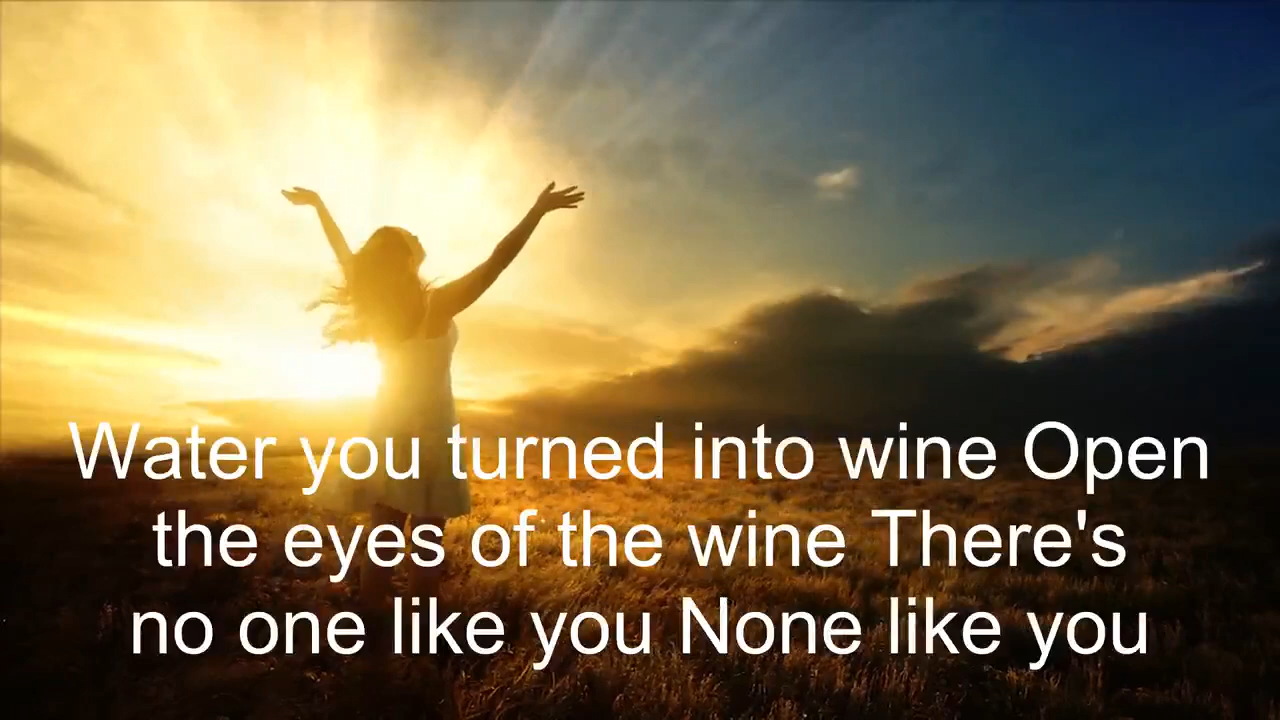 Water you turned into wine Open
the eyes of the wine There's
no one like you None like you